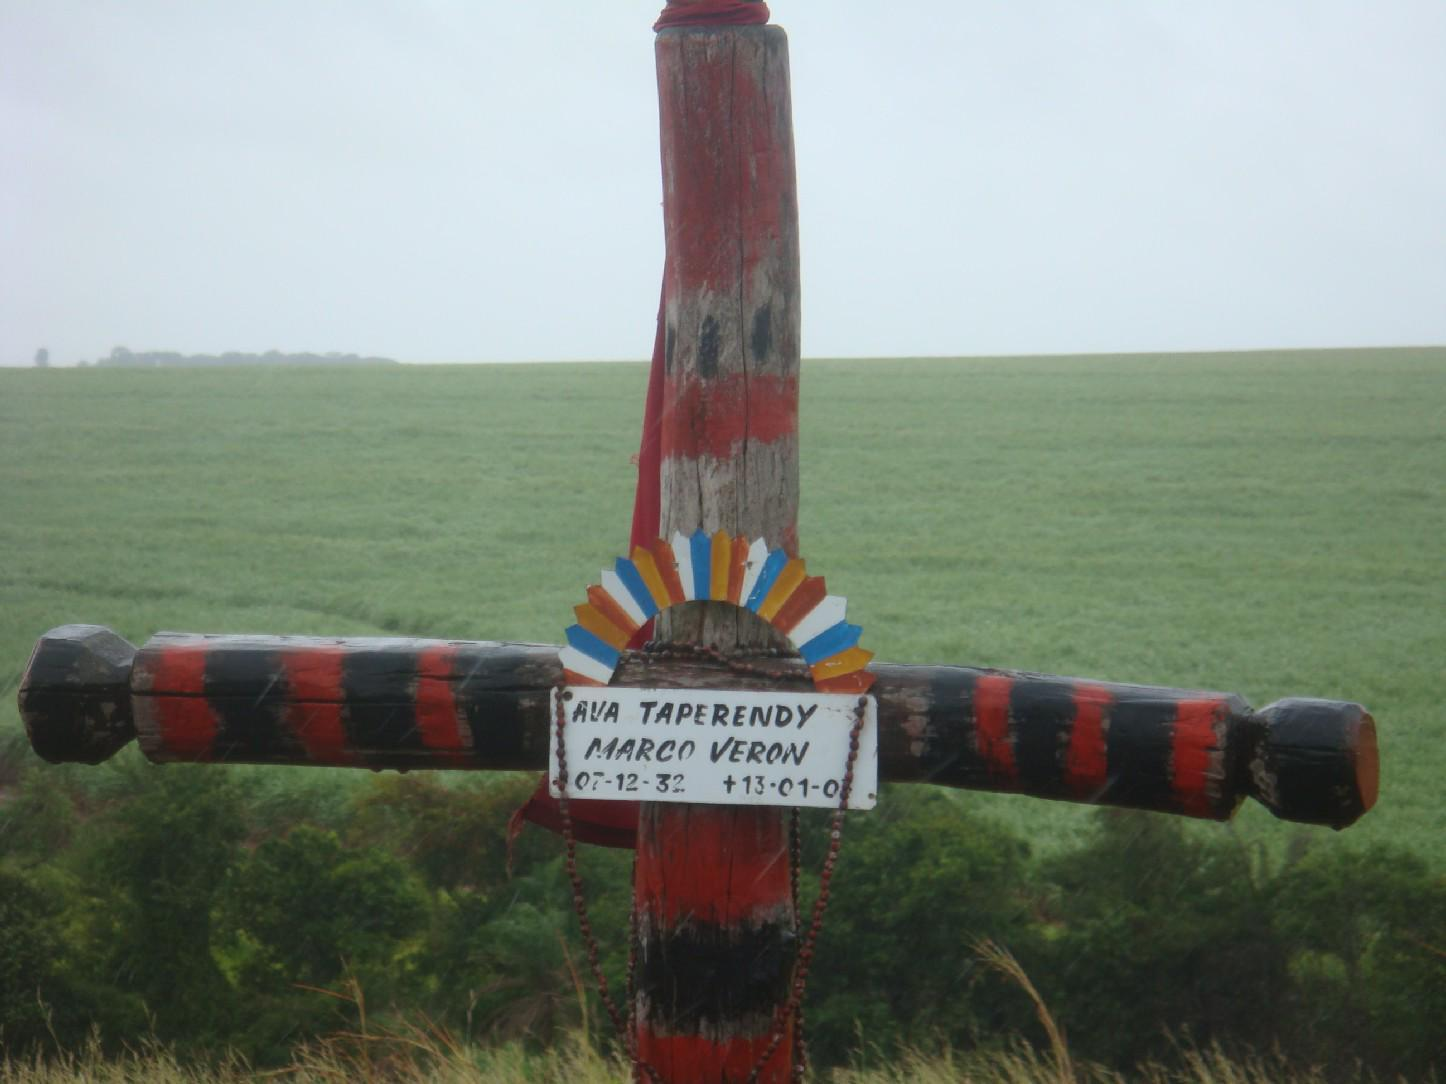 AVA TAPERENDY
MARCO VERON
07-12-32 +13-01-0